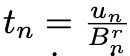 t_n = \frac{u_n}{B_n^r}